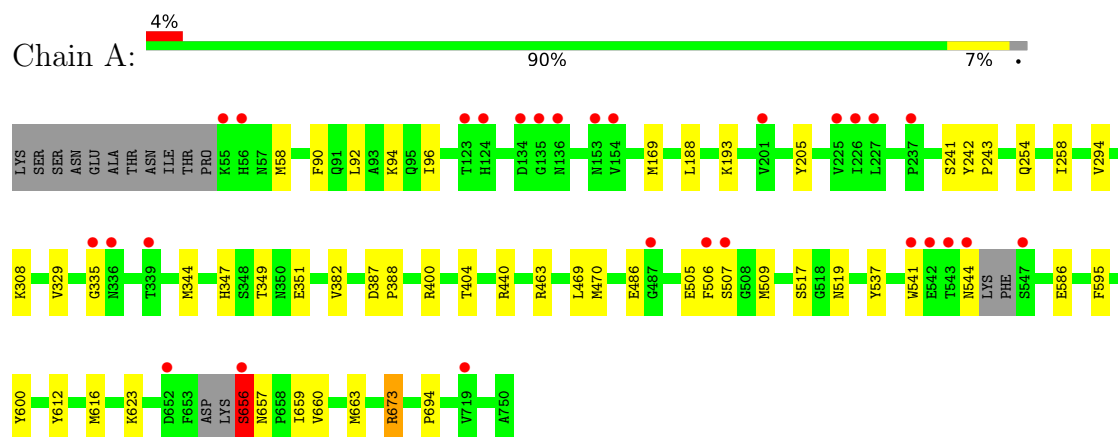 4%
Chain A:
90%
7%
•
LYS SER SER ASN GLU ALA THR ASN ILE THR PRO K55 H56 N57 M58 F90 Q91 L92 A93 K94 Q95 I96 T123 H124 D134 G135 N136 N153 V154 M169 L188 K193 V201 Y205 V225 I226 L227 P237 S241 Y242 P243 Q254 I258 V294
K308 V329 G335 N336 T339 M344 H347 S348 T349 N350 E351 V382 D387 P388 R400 T404 R440 R463 L469 M470 E486 G487 E505 F506 S507 G508 M509 S517 G518 N519 Y537 W541 E542 T543 N544 LYS PHE S547 E586 F595
Y600 Y612 M616 K623 D652 F653 ASP LYS S656 N657 P658 I659 V660 M663 R673 P694 V719 A750